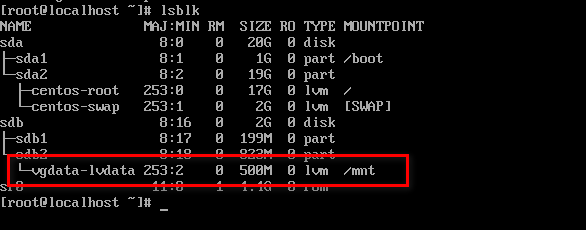 [root@localhost ~]# lsblk
NAME MAJ:MIN RM SIZE RO TYPE MOUNTPOINT
sda 8:0 0 20G 0 disk
├─sda1 8:1 0 1G 0 part /boot
└─sda2 8:2 0 19G 0 part
├─centos-root 253:0 0 17G 0 lvm /
└─centos-swap 253:1 0 2G 0 lvm [SWAP]
sdb 8:16 0 2G 0 disk
├─sdb1 8:17 0 199M 0 part
└─sdb2 8:18 0 823M 0 part
└─vgdata-lvdata 253:2 0 500M 0 lvm /mnt
sr0 11:0 1 1.4G 0 rom
[root@localhost ~]# _